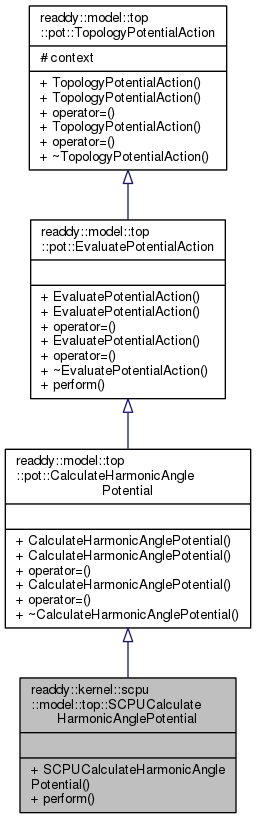 readdy::model::top
::pot::TopologyPotentialAction
# context
+ TopologyPotentialAction()
+ TopologyPotentialAction()
+ operator=()
+ TopologyPotentialAction()
+ operator=()
+ ~TopologyPotentialAction()
readdy::model::top
::pot::EvaluatePotentialAction
+ EvaluatePotentialAction()
+ EvaluatePotentialAction()
+ operator=()
+ EvaluatePotentialAction()
+ operator=()
+ ~EvaluatePotentialAction()
+ perform()
readdy::model::top
::pot::CalculateHarmonicAngle
Potential
+ CalculateHarmonicAnglePotential()
+ CalculateHarmonicAnglePotential()
+ operator=()
+ CalculateHarmonicAnglePotential()
+ operator=()
+ ~CalculateHarmonicAnglePotential()
readdy::kernel::scpu
::model::top::SCPUCalculate
HarmonicAnglePotential
+ SCPUCalculateHarmonicAngle
Potential()
+ perform()